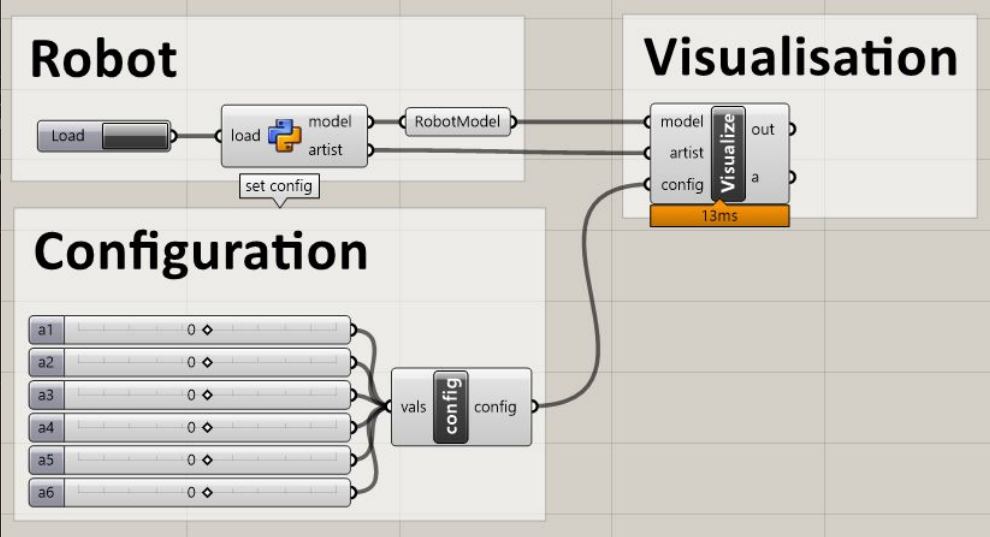 Robot
Load
load
model
artist
RobotModel
set config
Visualisation
model
artist
config
Visualize
out
a
13ms
Configuration
a1 0
a2 0
a3 0
a4 0
a5 0
a6 0
vals
config
config